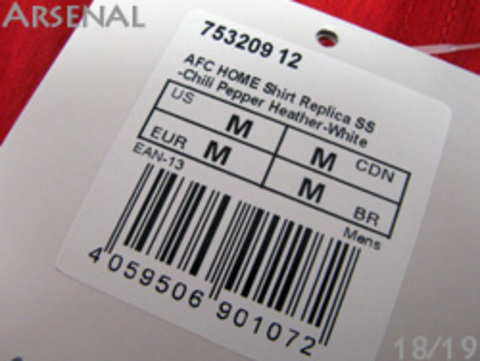 ARSENAL
753209 12
AFC HOME Shirt Replica SS
-Chili Pepper Heather-White
US M M CDN
EUR M M BR
EAN-13 Mens
4 059506 901072
18/19